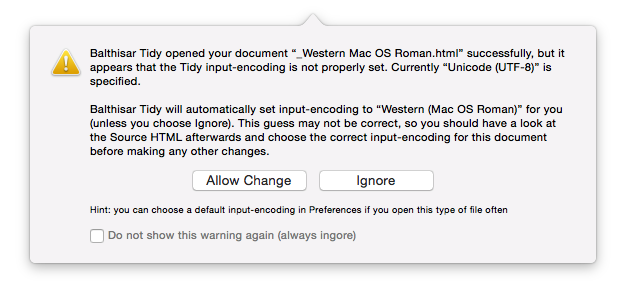 Balthisar Tidy opened your document “_Western Mac OS Roman.html” successfully, but it
appears that the Tidy input-encoding is not properly set. Currently “Unicode (UTF-8)” is
specified.
Balthisar Tidy will automatically set input-encoding to “Western (Mac OS Roman)” for you
(unless you choose Ignore). This guess may not be correct, so you should have a look at
the Source HTML afterwards and choose the correct input-encoding for this document
before making any other changes.
Allow Change Ignore
Hint: you can choose a default input-encoding in Preferences if you open this type of file often
Do not show this warning again (always ingore)